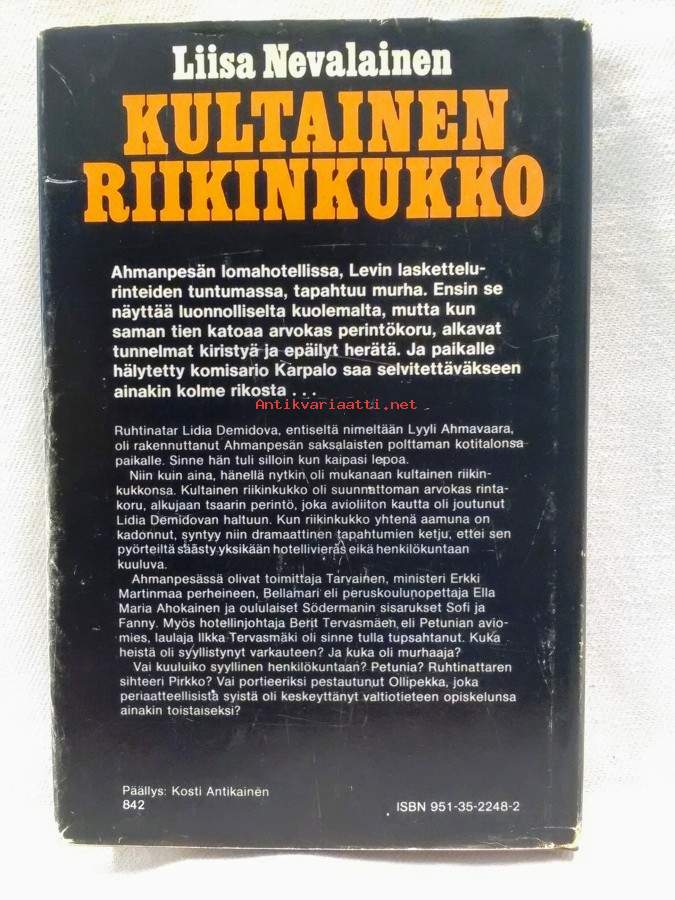 Liisa Nevalainen
KULTAINEN
RIIKINKUKKO
Ahmanpesän lomahotellissa, Levin laskettelu-
rinteiden tuntumassa, tapahtuu murha. Ensin se
näyttää luonnolliselta kuolemalta, mutta kun
saman tien katoaa arvokas perintökoru, alkavat
tunnelmat kiristyä ja epäilyt herätä. Ja paikalle
hälytetty komisario Karpalo saa selvitettäväkseen
ainakin kolme rikosta . . .
Antikvariaatti.net
Ruhtinatar Lidia Demidova, entiseltä nimeltään Lyyli Ahmavaara,
oli rakennuttanut Ahmanpesän saksalaisten polttaman kotitalonsa
paikalle. Sinne hän tuli silloin kun kaipasi lepoa.
Niin kuin aina, hänellä nytkin oli mukanaan kultainen riikin-
kukkonsa. Kultainen riikinkukko oli suunnattoman arvokas rinta-
koru, alkujaan tsaarin perintö, joka avioliiton kautta oli joutunut
Lidia Demidovan haltuun. Kun riikinkukko yhtenä aamuna on
kadonnut, syntyy niin dramaattinen tapahtumien ketju, ettei sen
pyörteiltä säästy yksikään hotellivieras eikä henkilökuntaan
kuuluva.
Ahmanpesässä olivat toimittaja Tarvainen, ministeri Erkki
Martinmaa perheineen, Bellamari eli peruskoulunopettaja Ella
Maria Ahokainen ja oululaiset Södermanin sisarukset Sofi ja
Fanny. Myös hotellinjohtaja Berit Tervasmäen eli Petunian avio-
mies, laulaja Ilkka Tervasmäki oli sinne tulla tupsahtanut. Kuka
heistä oli syyllistynyt varkauteen? Ja kuka oli murhaaja?
Vai kuuluiko syyllinen henkilökuntaan? Petunia? Ruhtinattaren
sihteeri Pirkko? Vai portieeriksi pestautunut Ollipekka, joka
periaatteellisistä syistä oli keskeyttänyt valtiotieteen opiskelunsa
ainakin toistaiseksi?
Päällys: Kosti Antikainen
842
ISBN 951-35-2248-2